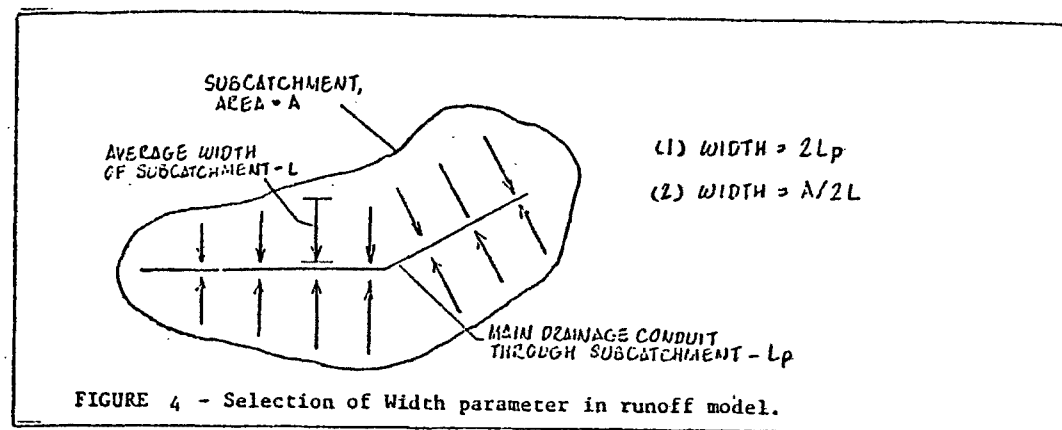 SUBCATCHMENT,
AREA = A
AVERAGE WIDTH
OF SUBCATCHMENT - L
(1) WIDTH = 2Lp
(2) WIDTH = A/2L
MAIN DRAINAGE CONDUIT
THROUGH SUBCATCHMENT - Lp
FIGURE 4 - Selection of Width parameter in runoff model.